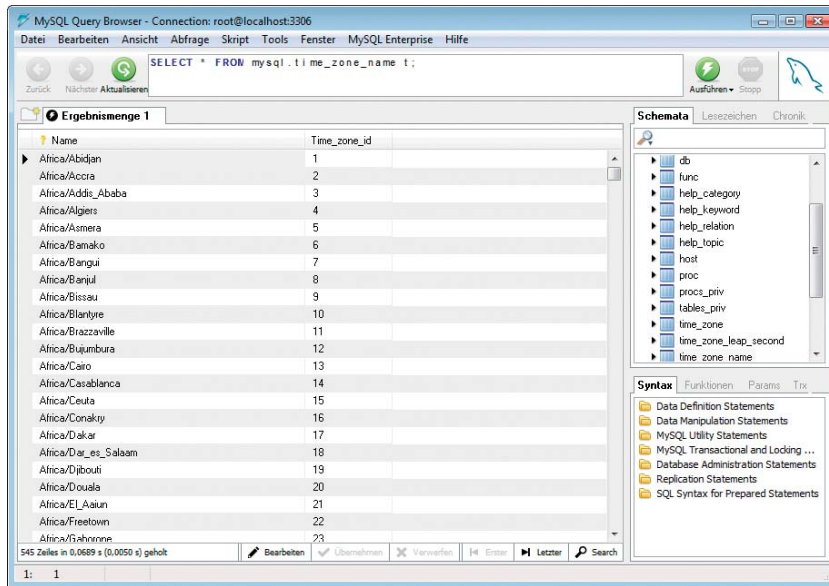 MySQL Query Browser - Connection: root@localhost:3306
Datei Bearbeiten Ansicht Abfrage Skript Tools Fenster MySQL Enterprise Hilfe
SELECT * FROM mysql.time_zone_name t;
Zurück Nächster Aktualisieren
Ausführen Stopp
Ergebnismenge 1
Name Time_zone_id
Africa/Abidjan 1
Africa/Accra 2
Africa/Addis_Ababa 3
Africa/Algiers 4
Africa/Asmera 5
Africa/Bamako 6
Africa/Bangui 7
Africa/Banjul 8
Africa/Bissau 9
Africa/Blantyre 10
Africa/Brazzaville 11
Africa/Bujumbura 12
Africa/Cairo 13
Africa/Casablanca 14
Africa/Ceuta 15
Africa/Conakry 16
Africa/Dakar 17
Africa/Dar_es_Salaam 18
Africa/Djibouti 19
Africa/Douala 20
Africa/El_Aaiun 21
Africa/Freetown 22
Africa/Gaborone 23
545 Zeiles in 0,0689 s (0,0050 s) geholt
Bearbeiten Übernehmen Verwerfen Erster Letzter Search
1: 1
Schemata Lesezeichen Chronik
db
func
help_category
help_keyword
help_relation
help_topic
host
proc
procs_priv
tables_priv
time_zone
time_zone_leap_second
time_zone_name
Syntax Funktionen Params Trx
Data Definition Statements
Data Manipulation Statements
MySQL Utility Statements
MySQL Transactional and Locking ...
Database Administration Statements
Replication Statements
SQL Syntax for Prepared Statements